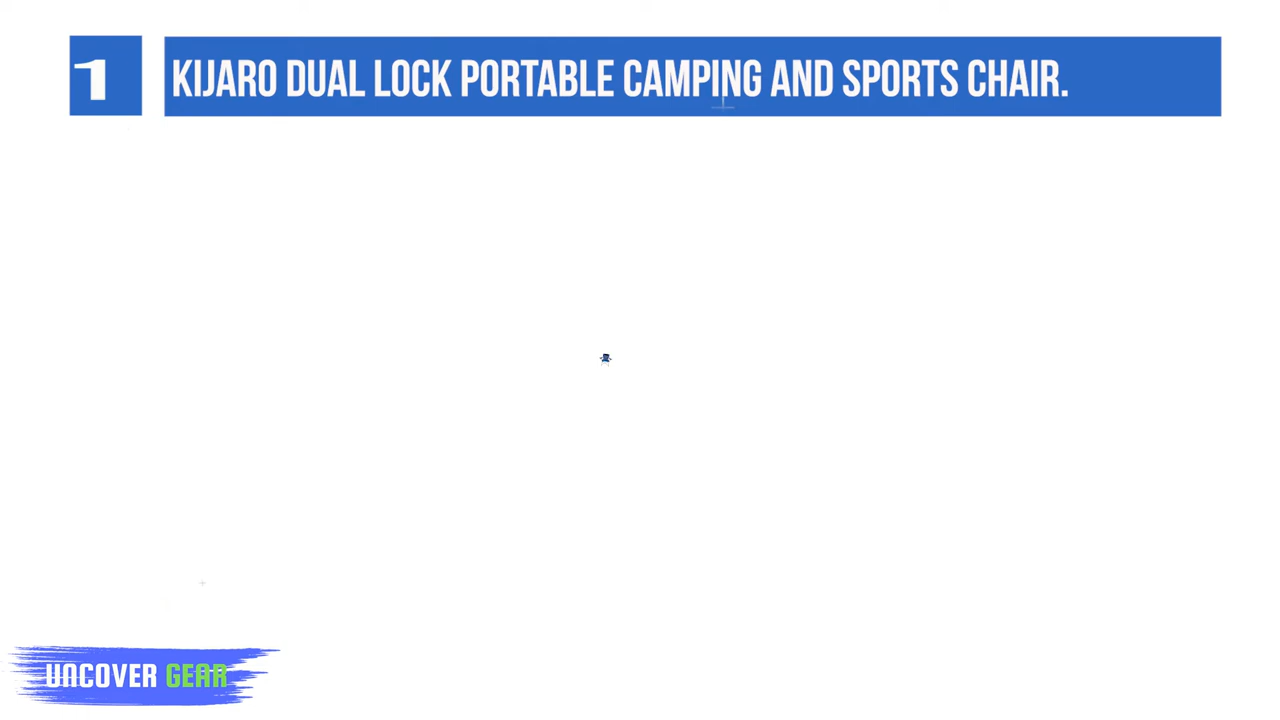 1 KIJARO DUAL LOCK PORTABLE CAMPING AND SPORTS CHAIR.
UNCOVER GEAR